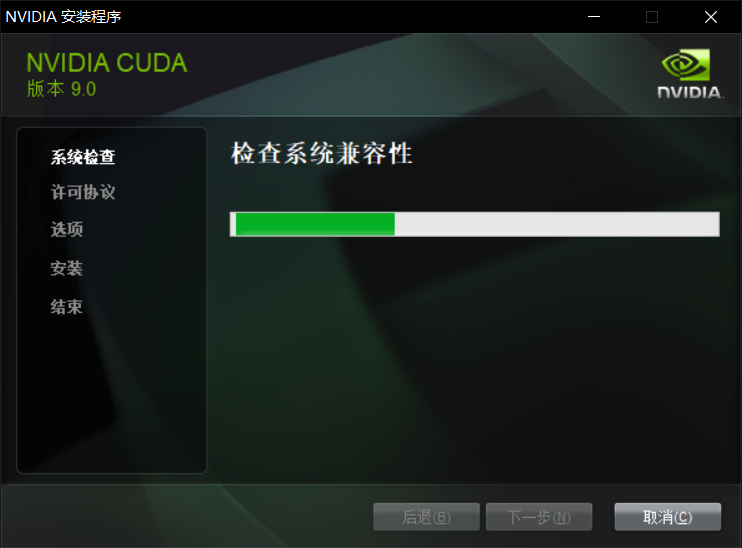 NVIDIA 安装程序
NVIDIA CUDA
版本 9.0
NVIDIA.
系统检查
许可协议
选项
安装
结束
检查系统兼容性
后退(B)
下一步(N)
取消(C)